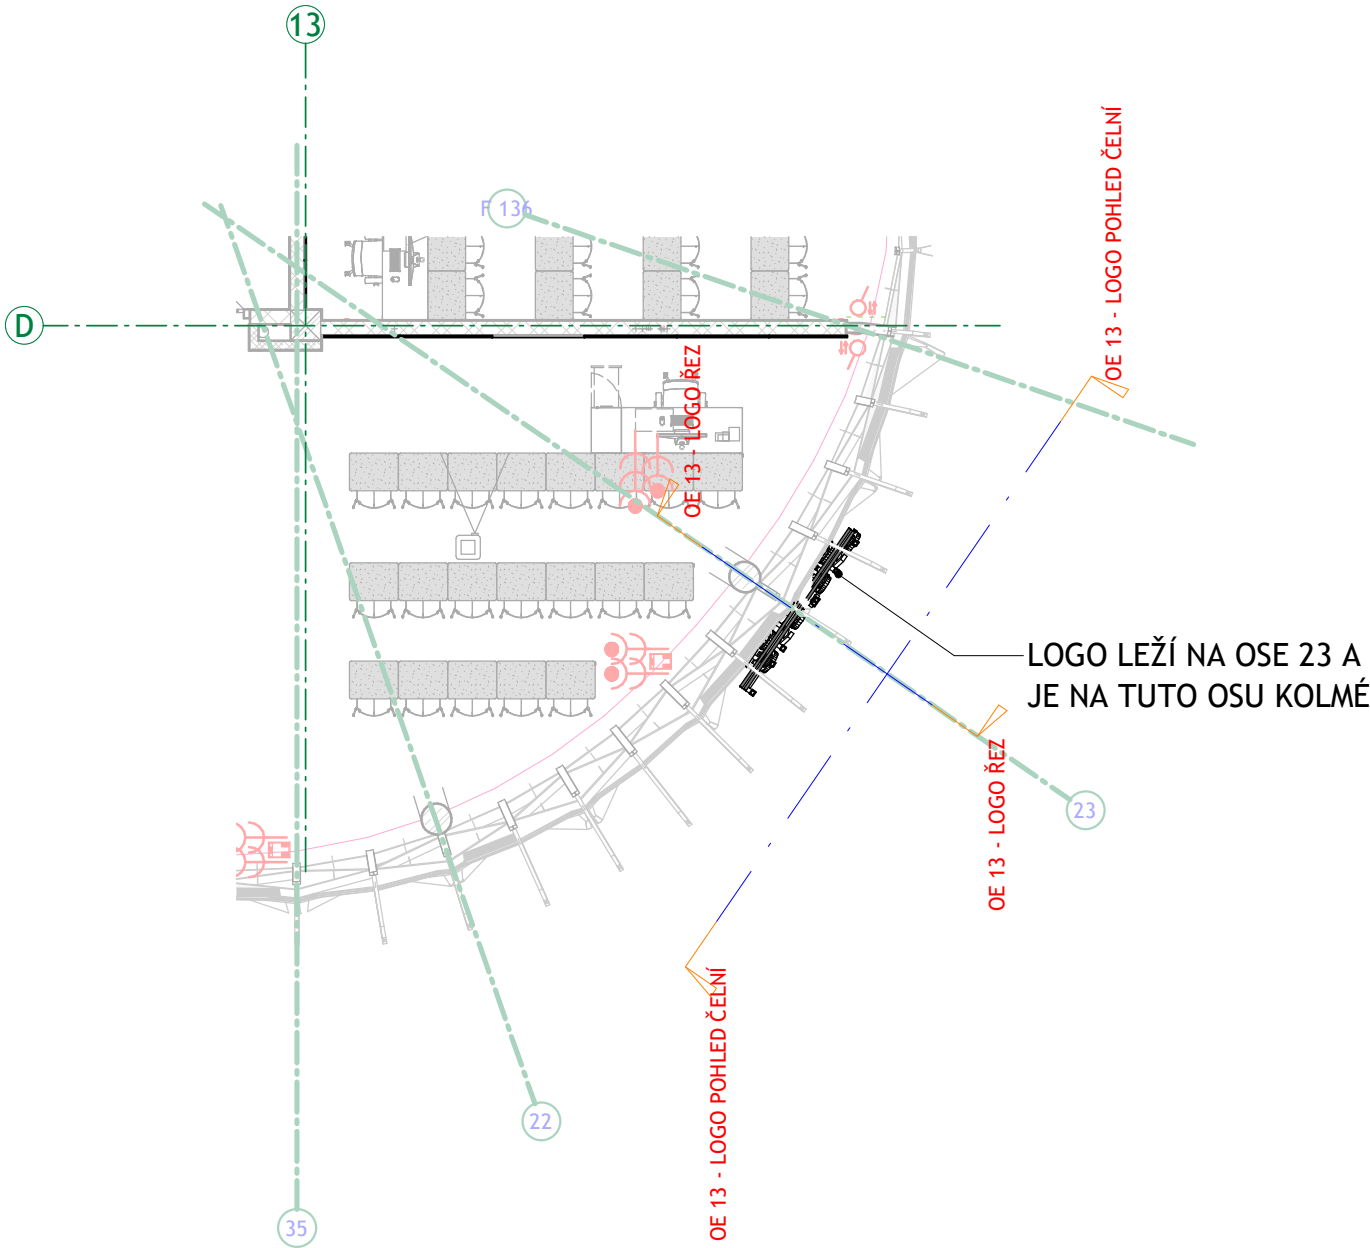 13
OE 13 - LOGO POHLED ČELNÍ
F 136
D
OE 13 - LOGO ŘEZ
LOGO LEŽÍ NA OSE 23 A
JE NA TUTO OSU KOLMÉ
OE 13 - LOGO ŘEZ
23
OE 13 - LOGO POHLED ČELNÍ
22
35